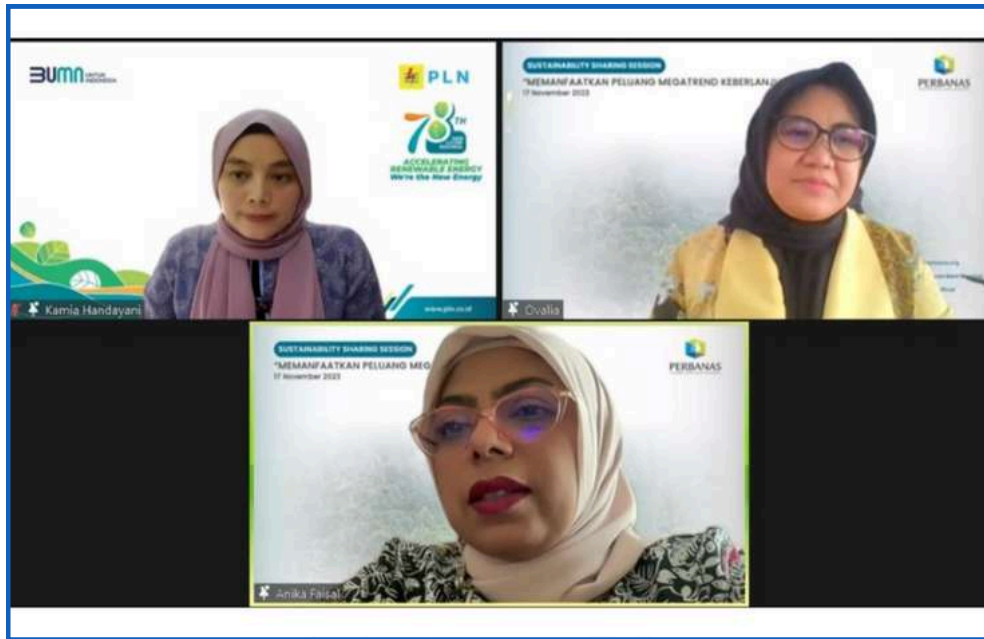 BUMN UNTUK
INDONESIA
PLN
78TH
ACCELERATING
RENEWABLE ENERGY
We're the New Energy
www.pln.co.id
Kamia Handayani
SUSTAINABILITY SHARING SESSION
"MEMANFAATKAN PELUANG MEGATREND KEBERLANJU
17 November 2023
PERBANAS
Ovalia
SUSTAINABILITY SHARING SESSION
"MEMANFAATKAN PELUANG MEG
17 November 2023
PERBANAS
Anika Faisal